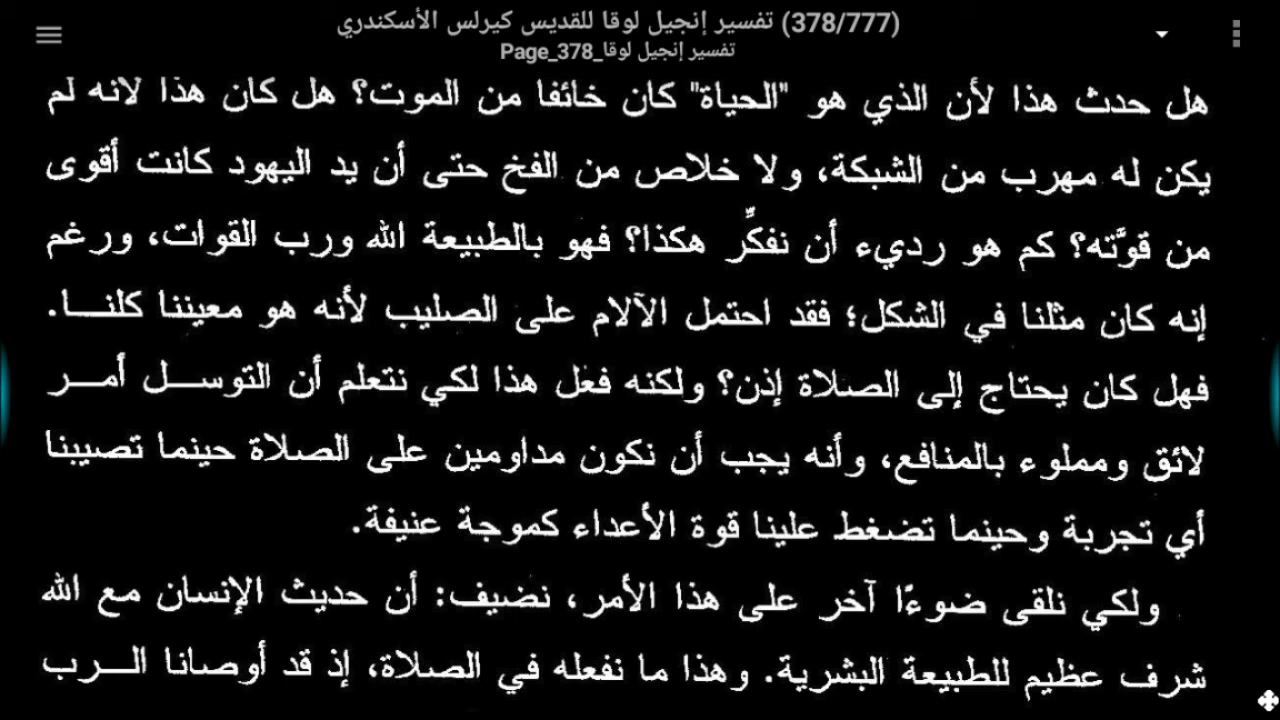 (378/777) تفسير إنجيل لوقا للقديس كيرلس الأسكندري
تفسير إنجيل لوقا_Page_378
هل حدث هذا لأن الذي هو "الحياة" كان خائفا من الموت؟ هل كان هذا لانه لم
يكن له مهرب من الشبكة، ولا خلاص من الفخ حتى أن يد اليهود كانت أقوى
من قوَّته؟ كم هو رديء أن نفكِّر هكذا؟ فهو بالطبيعة الله ورب القوات، ورغم
إنه كان مثلنا في الشكل؛ فقد احتمل الآلام على الصليب لأنه هو معيننا كلنـــا.
فهل كان يحتاج إلى الصلاة إذن؟ ولكنه فعل هذا لكي نتعلم أن التوســل أمــر
لائق ومملوء بالمنافع، وأنه يجب أن نكون مداومين على الصلاة حينما تصيبنا
أي تجربة وحينما تضغط علينا قوة الأعداء كموجة عنيفة.
ولكي نلقى ضوءًا آخر على هذا الأمر، نضيف: أن حديث الإنسان مع الله
شرف عظيم للطبيعة البشرية. وهذا ما نفعله في الصلاة، إذ قد أوصانا الـــرب